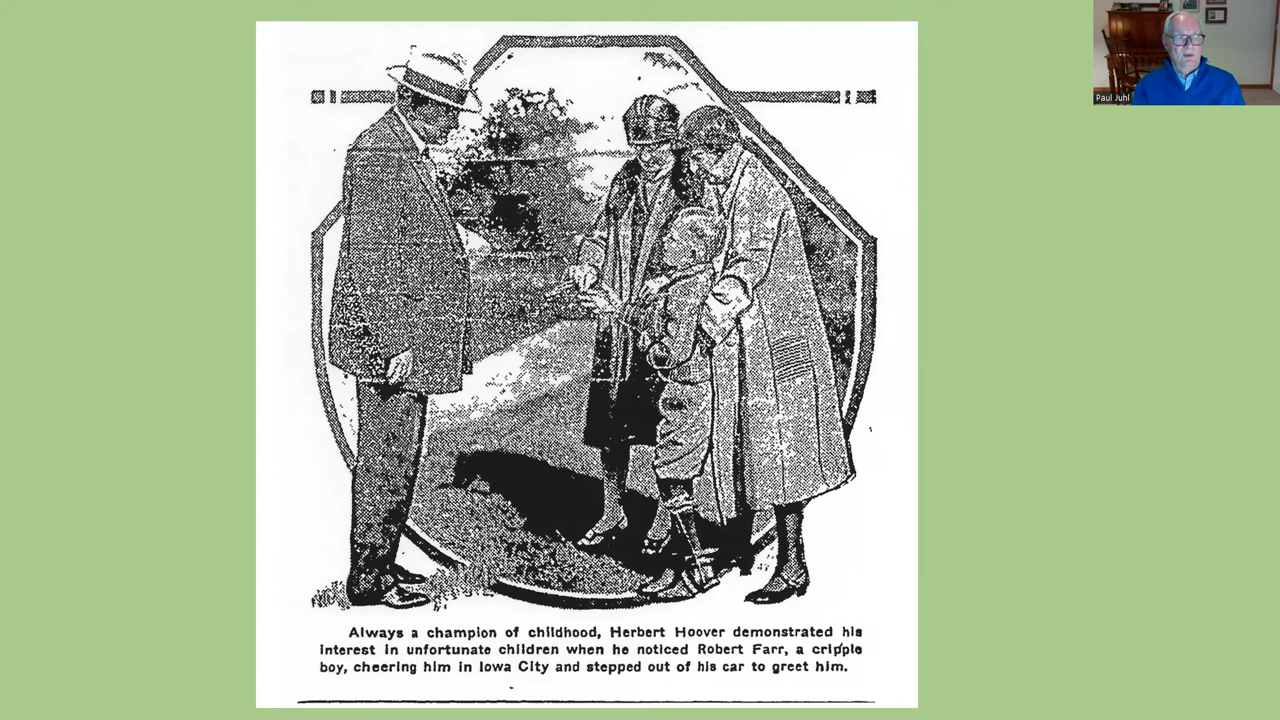 Paul Juhl
Always a champion of childhood, Herbert Hoover demonstrated his
interest in unfortunate children when he noticed Robert Farr, a cripple
boy, cheering him in Iowa City and stepped out of his car to greet him.